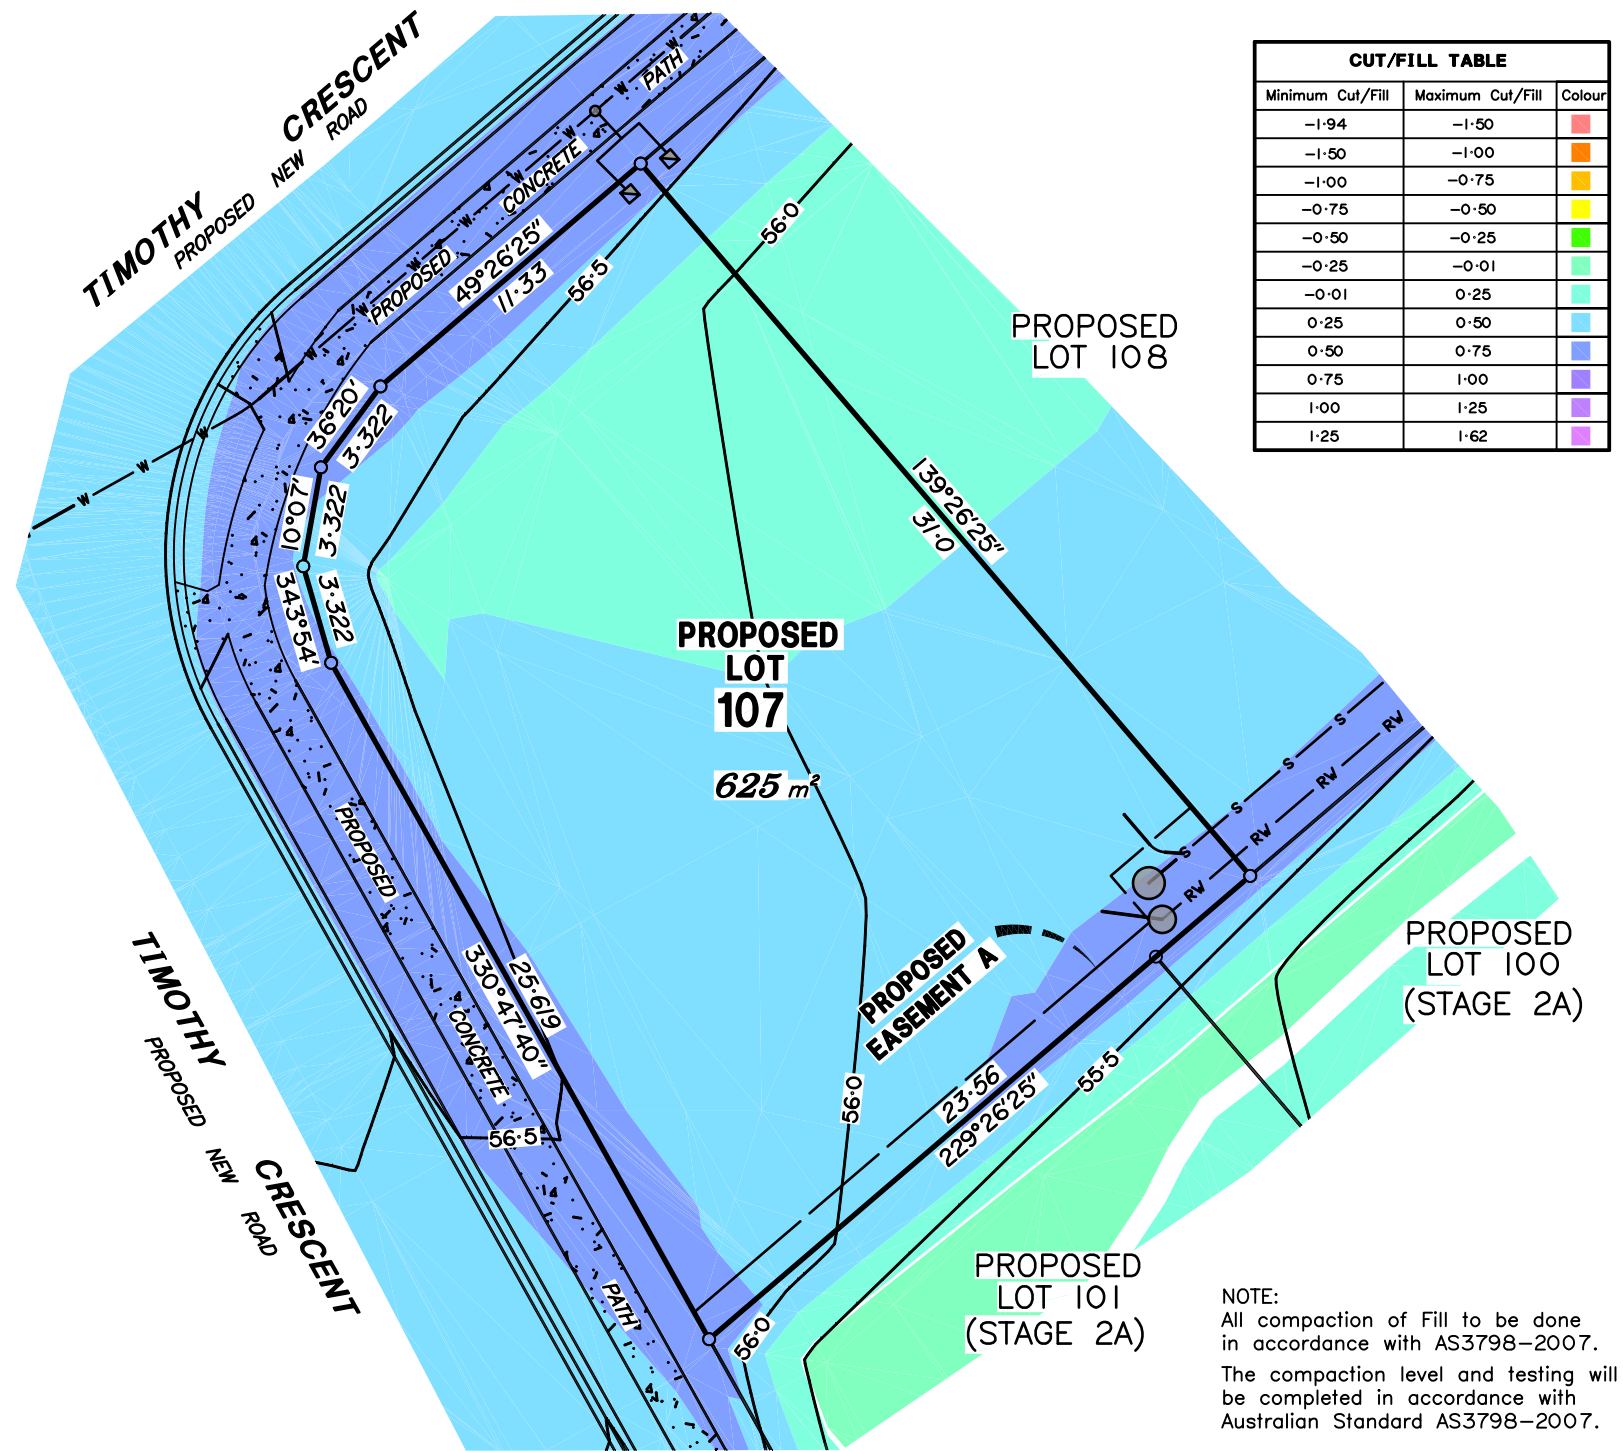 TIMOTHY CRESCENT
PROPOSED NEW ROAD
PROPOSED CONCRETE PATH
W W W W W W W W W W
49°26'25"
11·33
56·5
56·0
36°20'
3·322
10°07'
3·322
343°54'
3·322
139°26'25"
31·0
PROPOSED
LOT 108
PROPOSED
LOT
107
625 m²
PROPOSED CONCRETE PATH
330°47'40"
25·619
56·5
TIMOTHY CRESCENT
PROPOSED NEW ROAD
PROPOSED
EASEMENT A
S S S S
RW RW RW RW
23·56
229°26'25"
56·0
55·5
56·0
PROPOSED
LOT 100
(STAGE 2A)
PROPOSED
LOT 101
(STAGE 2A)
CUT/FILL TABLE
Minimum Cut/Fill Maximum Cut/Fill Colour
-1·94 -1·50
-1·50 -1·00
-1·00 -0·75
-0·75 -0·50
-0·50 -0·25
-0·25 -0·01
-0·01 0·25
0·25 0·50
0·50 0·75
0·75 1·00
1·00 1·25
1·25 1·62
NOTE:
All compaction of Fill to be done
in accordance with AS3798-2007.
The compaction level and testing will
be completed in accordance with
Australian Standard AS3798-2007.